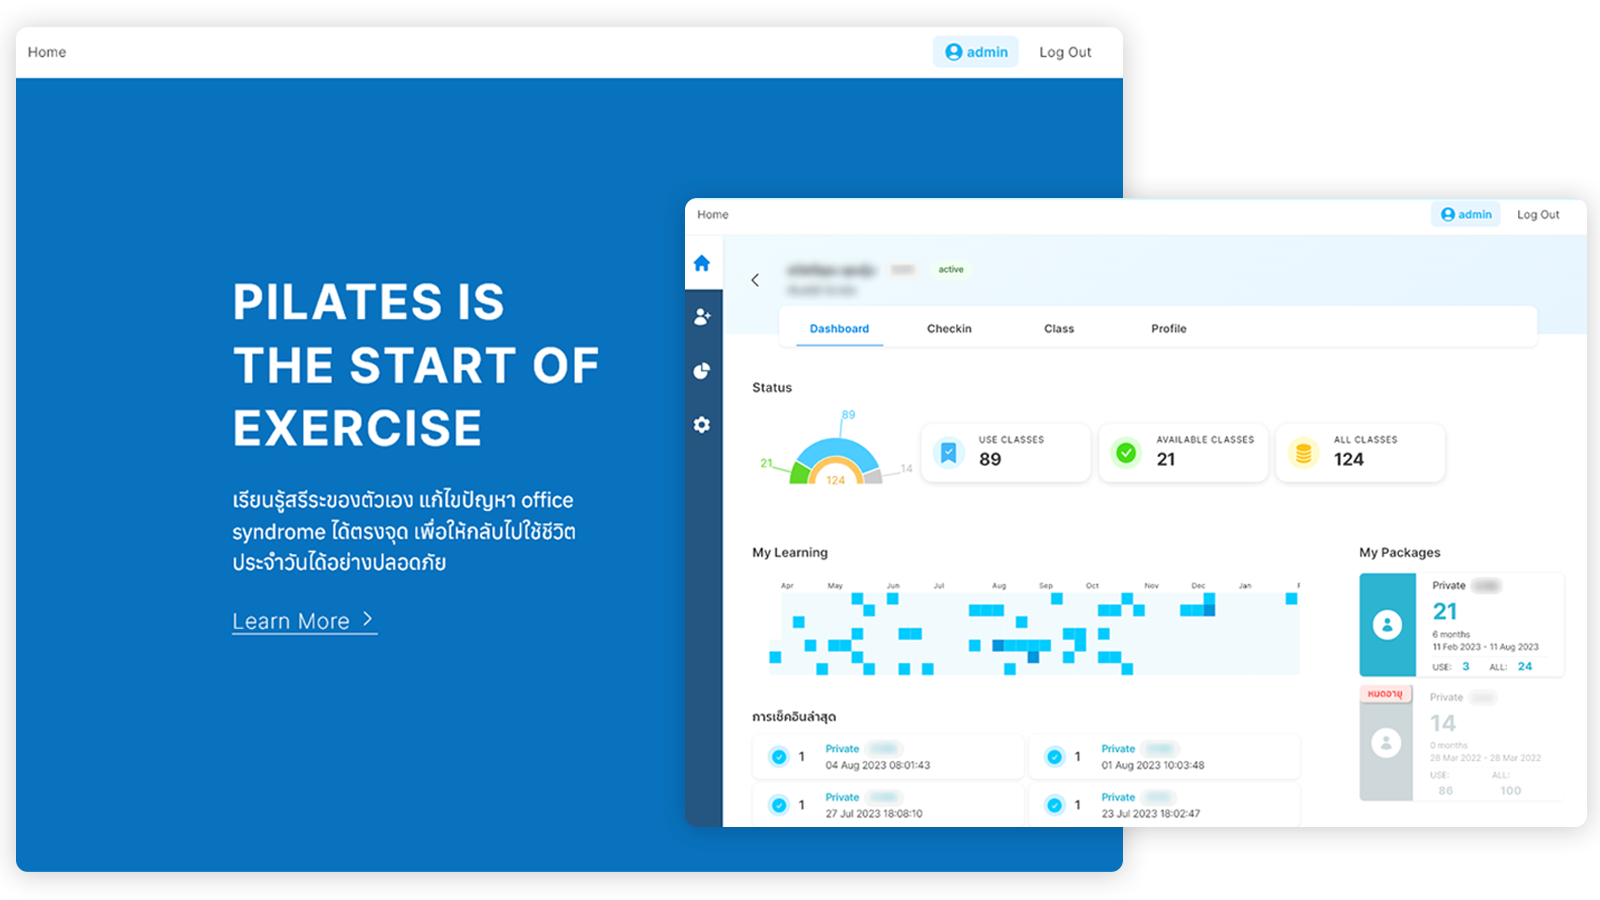 Home
admin
Log Out
PILATES IS
THE START OF
EXERCISE
เรียนรู้สรีระของตัวเอง แก้ไขปัญหา office
syndrome ได้ตรงจุด เพื่อให้กลับไปใช้ชีวิต
ประจำวันได้อย่างปลอดภัย
Learn More
Home
admin
Log Out
active
Dashboard Checkin Class Profile
Status
89
21
14
124
USE CLASSES
89
AVAILABLE CLASSES
21
ALL CLASSES
124
My Learning
Apr May Jun Jul Aug Sep Oct Nov Dec Jan F
การเช็คอินล่าสุด
1 Private
04 Aug 2023 08:01:43
1 Private
01 Aug 2023 10:03:48
1 Private
27 Jul 2023 18:08:10
1 Private
23 Jul 2023 18:02:47
My Packages
Private
21
6 months
11 Feb 2023 - 11 Aug 2023
USE: 3 ALL: 24
หมดอายุ
Private
14
0 months
28 Mar 2022 - 28 Mar 2022
USE: ALL:
86 100